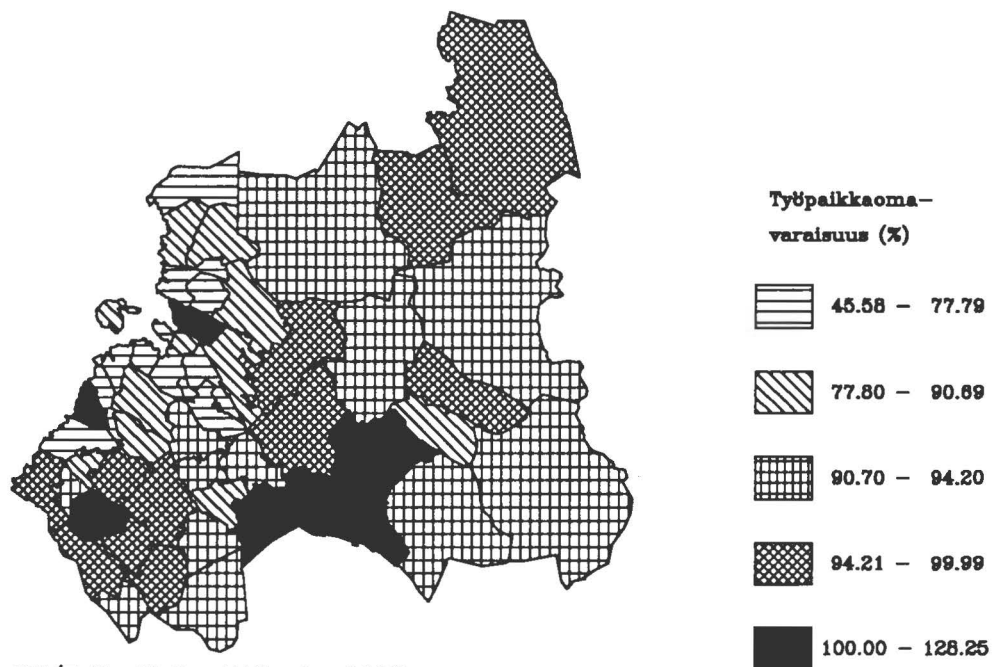 Työpaikkaoma-
varaisuus (%)
45.58 - 77.79
77.80 - 90.69
90.70 - 94.20
94.21 - 99.99
100.00 - 128.25